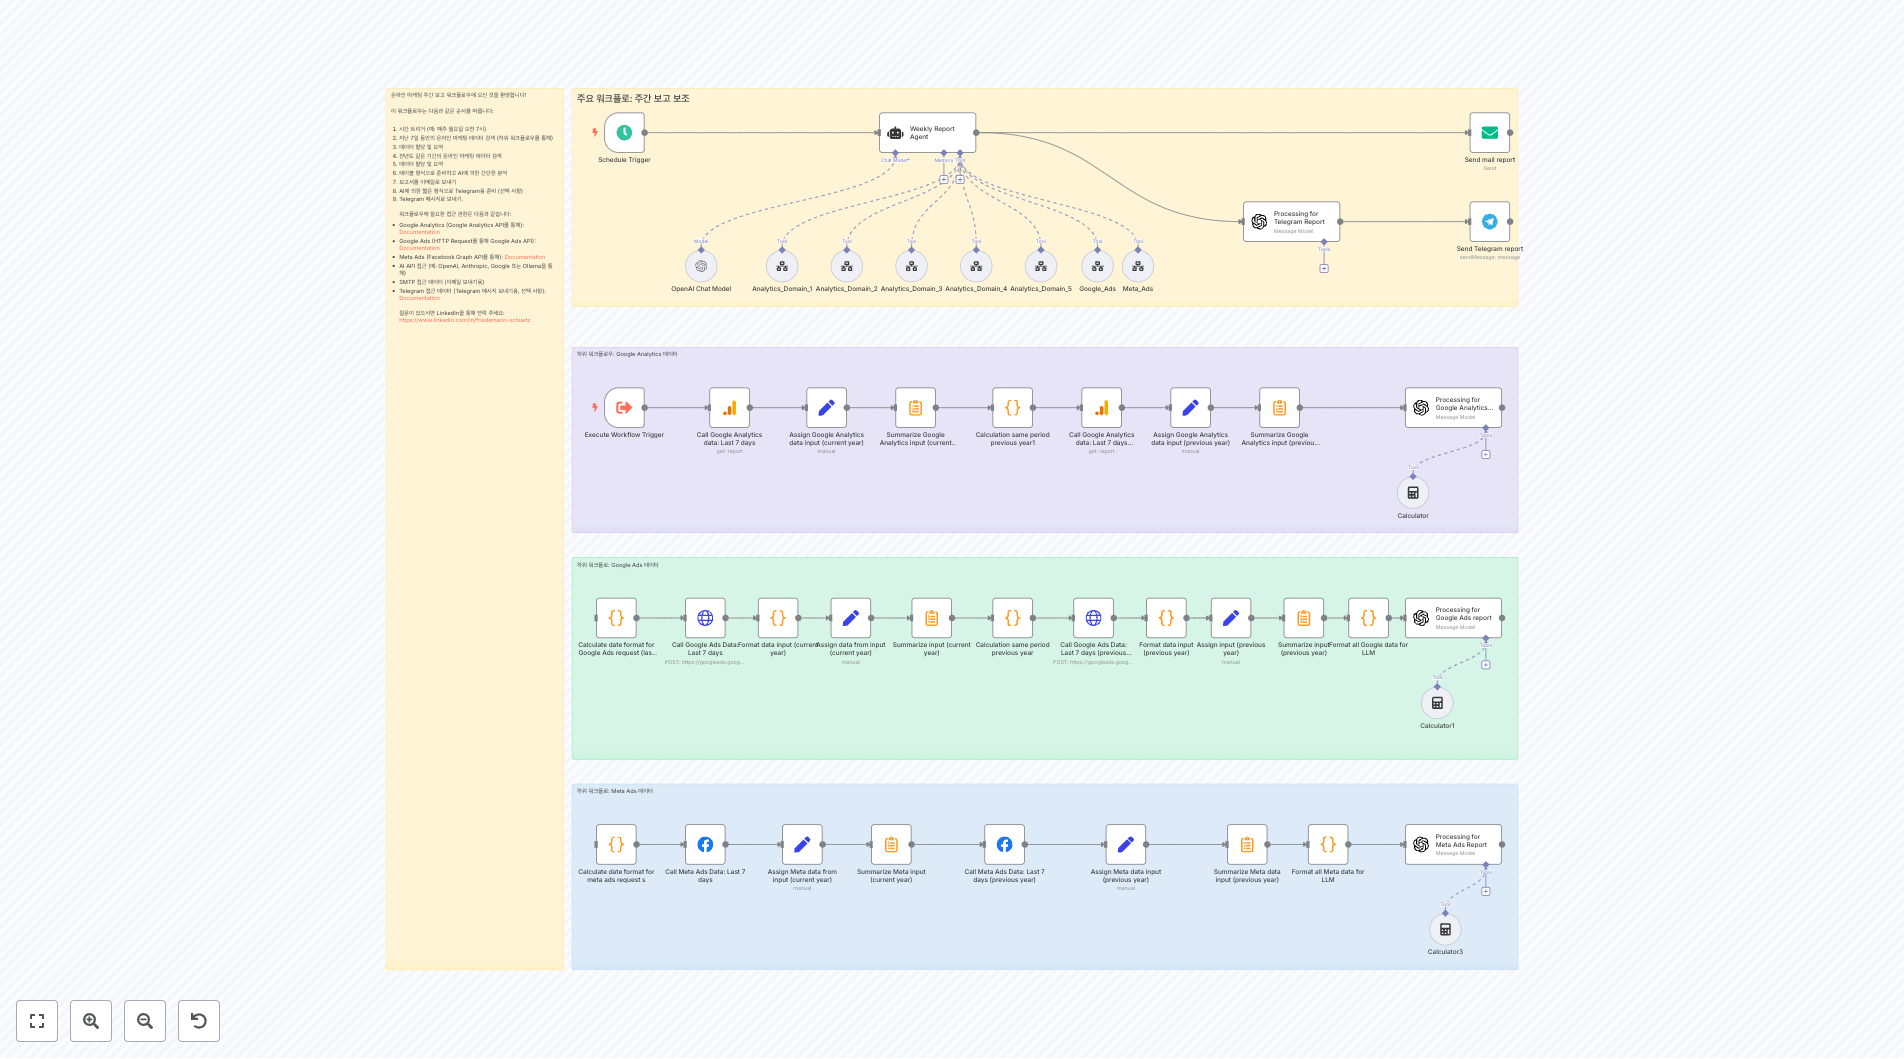 온라인 마케팅 주간 보고 워크플로우에 오신 것을 환영합니다!
이 워크플로우는 다음과 같은 순서를 따릅니다:
1. 시간 트리거 (예: 매주 월요일 오전 7시)
2. 지난 7일 동안의 온라인 마케팅 데이터 검색 (하위 워크플로우를 통해)
3. 데이터 할당 및 요약
4. 전년도 같은 기간의 온라인 마케팅 데이터 검색
5. 데이터 할당 및 요약
6. 테이블 형식으로 준비하고 AI에 의한 간단한 분석
7. 보고서를 이메일로 보내기
8. AI에 의한 짧은 형식으로 Telegram용 준비 (선택 사항)
9. Telegram 메시지로 보내기.
워크플로우에 필요한 접근 권한은 다음과 같습니다:
• Google Analytics (Google Analytics API를 통해):
Documentation
• Google Ads (HTTP Request를 통해 Google Ads API):
Documentation
• Meta Ads (Facebook Graph API를 통해): Documentation
• AI API 접근 (예: OpenAI, Anthropic, Google 또는 Ollama을 통
해)
• SMTP 접근 데이터 (이메일 보내기용)
• Telegram 접근 데이터 (Telegram 메시지 보내기용, 선택 사항):
Documentation
질문이 있으시면 LinkedIn을 통해 연락 주세요:
https://www.linkedin.com/in/friedemann-schuetz
주요 워크플로: 주간 보고 보조
Schedule Trigger
Weekly Report
Agent
Chat Model*
Memory
Tool
Send mail report
Send
Processing for
Telegram Report
Message Model
Tools
Send Telegram report
sendMessage: message
Model
Tool
Tool
Tool
Tool
Tool
Tool
Tool
OpenAI Chat Model
Analytics_Domain_1
Analytics_Domain_2
Analytics_Domain_3
Analytics_Domain_4
Analytics_Domain_5
Google_Ads
Meta_Ads
하위 워크플로우: Google Analytics 데이터
Execute Workflow Trigger
Call Google Analytics
data: Last 7 days
get: report
Assign Google Analytics
data input (current year)
manual
Summarize Google
Analytics input (current...
Calculation same period
previous year1
Call Google Analytics
data: Last 7 days...
get: report
Assign Google Analytics
data input (previous year)
manual
Summarize Google
Analytics input (previou...
Processing for
Google Analytics...
Message Model
Tools
Tool
Calculator
하위 워크플로: Google Ads 데이터
Calculate date format for
Google Ads request (las...
Call Google Ads Data:
Last 7 days
POST: https://googleads.goog...
Format data input (current
year)
Assign data from input
(current year)
manual
Summarize input (current
year)
Calculation same period
previous year
Call Google Ads Data:
Last 7 days (previous...
POST: https://googleads.goog...
Format data input
(previous year)
Assign input (previous
year)
manual
Summarize input
(previous year)
Format all Google data for
LLM
Processing for
Google Ads report
Message Model
Tools
Tool
Calculator1
하위 워크플로: Meta Ads 데이터
Calculate date format for
meta ads request s
Call Meta Ads Data: Last 7
days
Assign Meta data from
input (current year)
manual
Summarize Meta input
(current year)
Call Meta Ads Data: Last 7
days (previous year)
Assign Meta data input
(previous year)
manual
Summarize Meta data
input (previous year)
Format all Meta data for
LLM
Processing for
Meta Ads Report
Message Model
Tools
Tool
Calculator3